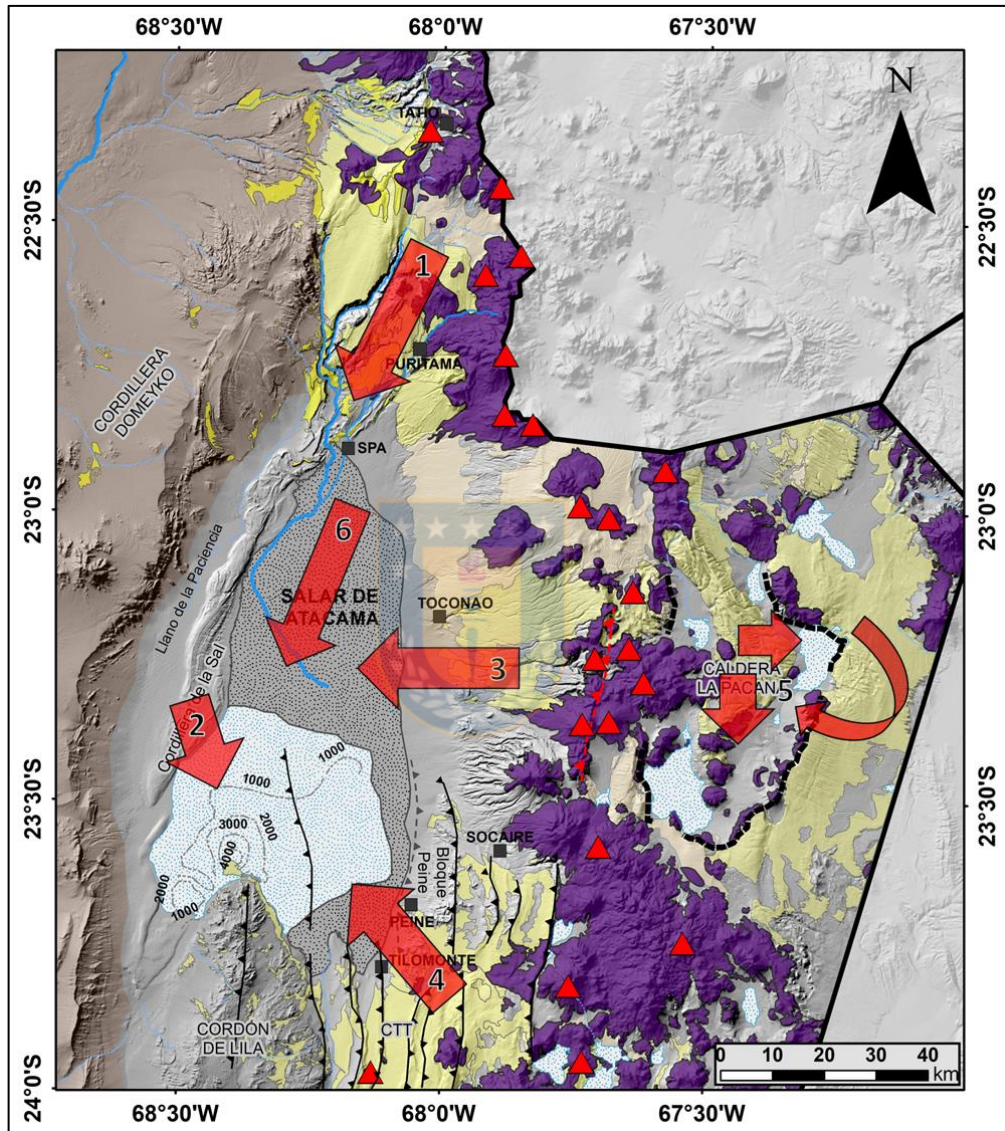 68°30'W 68°0'W 67°30'W
N
TATIO
22°30'S 22°30'S
1
PURITAMA
CORDILLERA
DOMEYKO
SPA
23°0'S 23°0'S
6
Llano de la Paciencia
SALAR DE
ATACAMA
TOCONAO
3
CALDERA
LA PACANA
5
Cordillera de la Sal
2
1000 1000
2000
3000
4000
2000
1000
23°30'S 23°30'S
SOCAIRE
Bloque
Peine
PEINE
TILOMONTE
4
CORDÓN
DE LILA
CTT
0 10 20 30 40
km
24°0'S 24°0'S
68°30'W 68°0'W 67°30'W